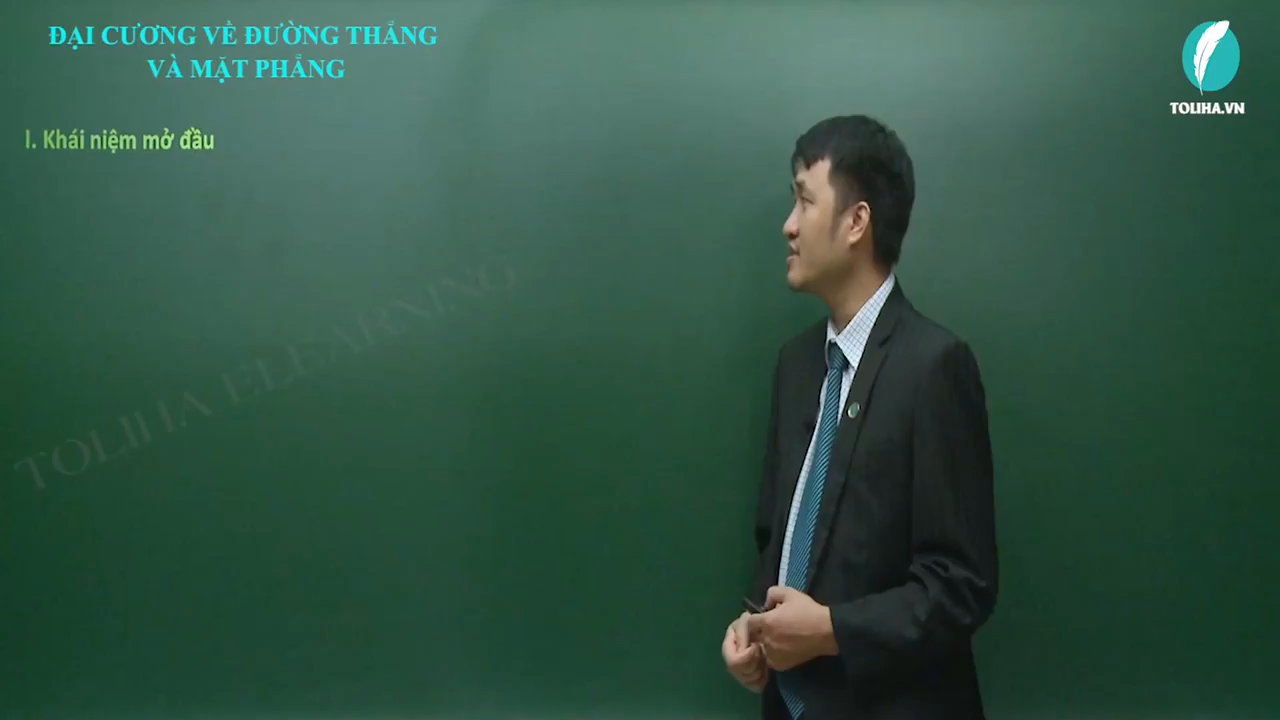 ĐẠI CƯƠNG VỀ ĐƯỜNG THẲNG
VÀ MẶT PHẲNG
TOLIHA.VN
I. Khái niệm mở đầu
TOLIHA ELEARNING